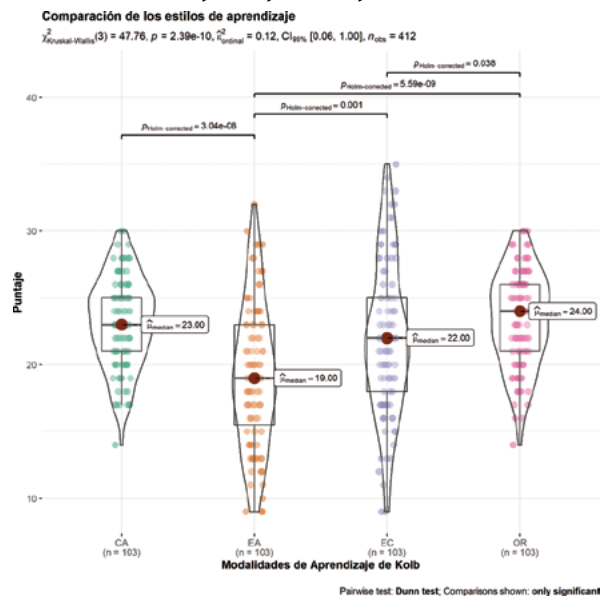 Comparación de los estilos de aprendizaje
χ²Kruskal-Wallis(3) = 47.76, p = 2.39e-10, ε̂²ordinal = 0.12, CI95% [0.06, 1.00], nobs = 412
pHolm-corrected = 0.038
pHolm-corrected = 5.59e-09
pHolm-corrected = 0.001
pHolm-corrected = 3.04e-08
40
30
20
10
Puntaje
μ̂median = 23.00
μ̂median = 19.00
μ̂median = 22.00
μ̂median = 24.00
CA
(n = 103)
EA
(n = 103)
EC
(n = 103)
OR
(n = 103)
Modalidades de Aprendizaje de Kolb
Pairwise test: Dunn test; Comparisons shown: only significant